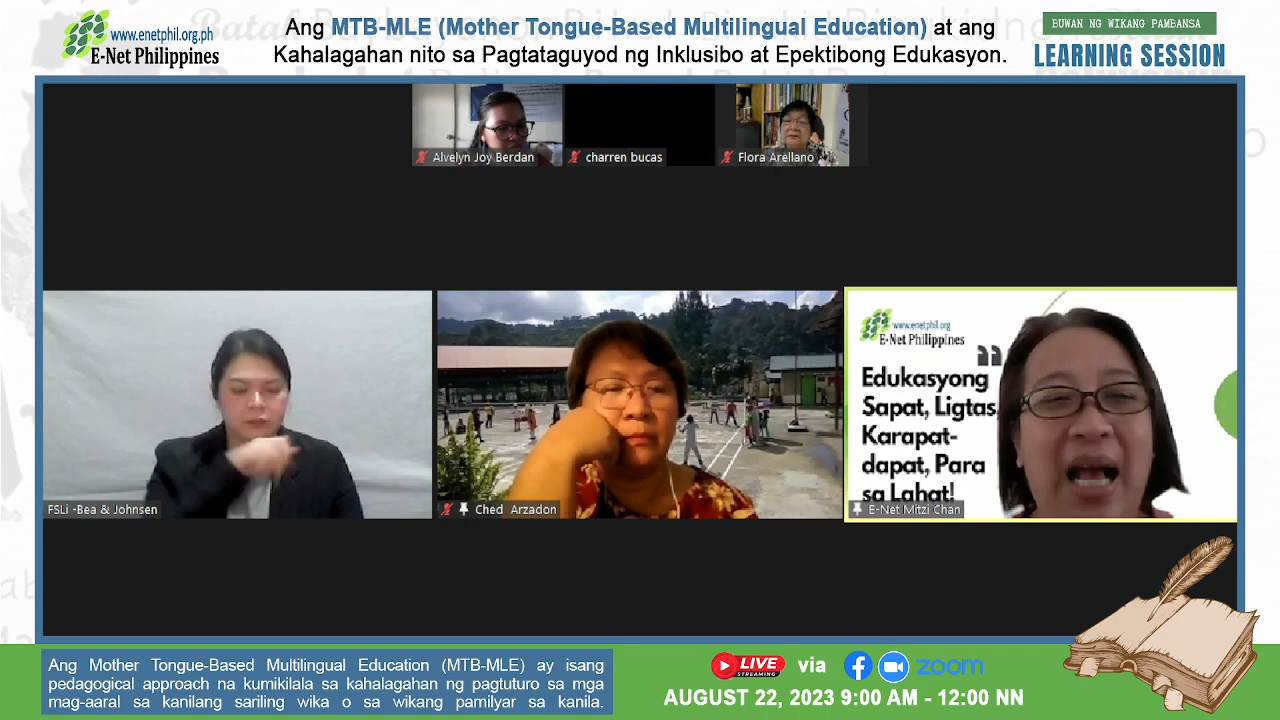 www.enetphil.org.ph
E-Net Philippines
Ang MTB-MLE (Mother Tongue-Based Multilingual Education) at ang
Kahalagahan nito sa Pagtataguyod ng Inklusibo at Epektibong Edukasyon.
BUWAN NG WIKANG PAMBANSA
LEARNING SESSION
Alvelyn Joy Berdan
charren bucas
Flora Arellano
FSLi -Bea & Johnsen
Ched Arzadon
www.enetphil.org
E-Net Philippines
"
Edukasyong
Sapat, Ligtas,
Karapat-
dapat, Para
sa Lahat!
E-Net Mitzi Chan
Ang Mother Tongue-Based Multilingual Education (MTB-MLE) ay isang
pedagogical approach na kumikilala sa kahalagahan ng pagtuturo sa mga
mag-aaral sa kanilang sariling wika o sa wikang pamilyar sa kanila.
LIVE
STREAMING
via
zoom
AUGUST 22, 2023 9:00 AM - 12:00 NN